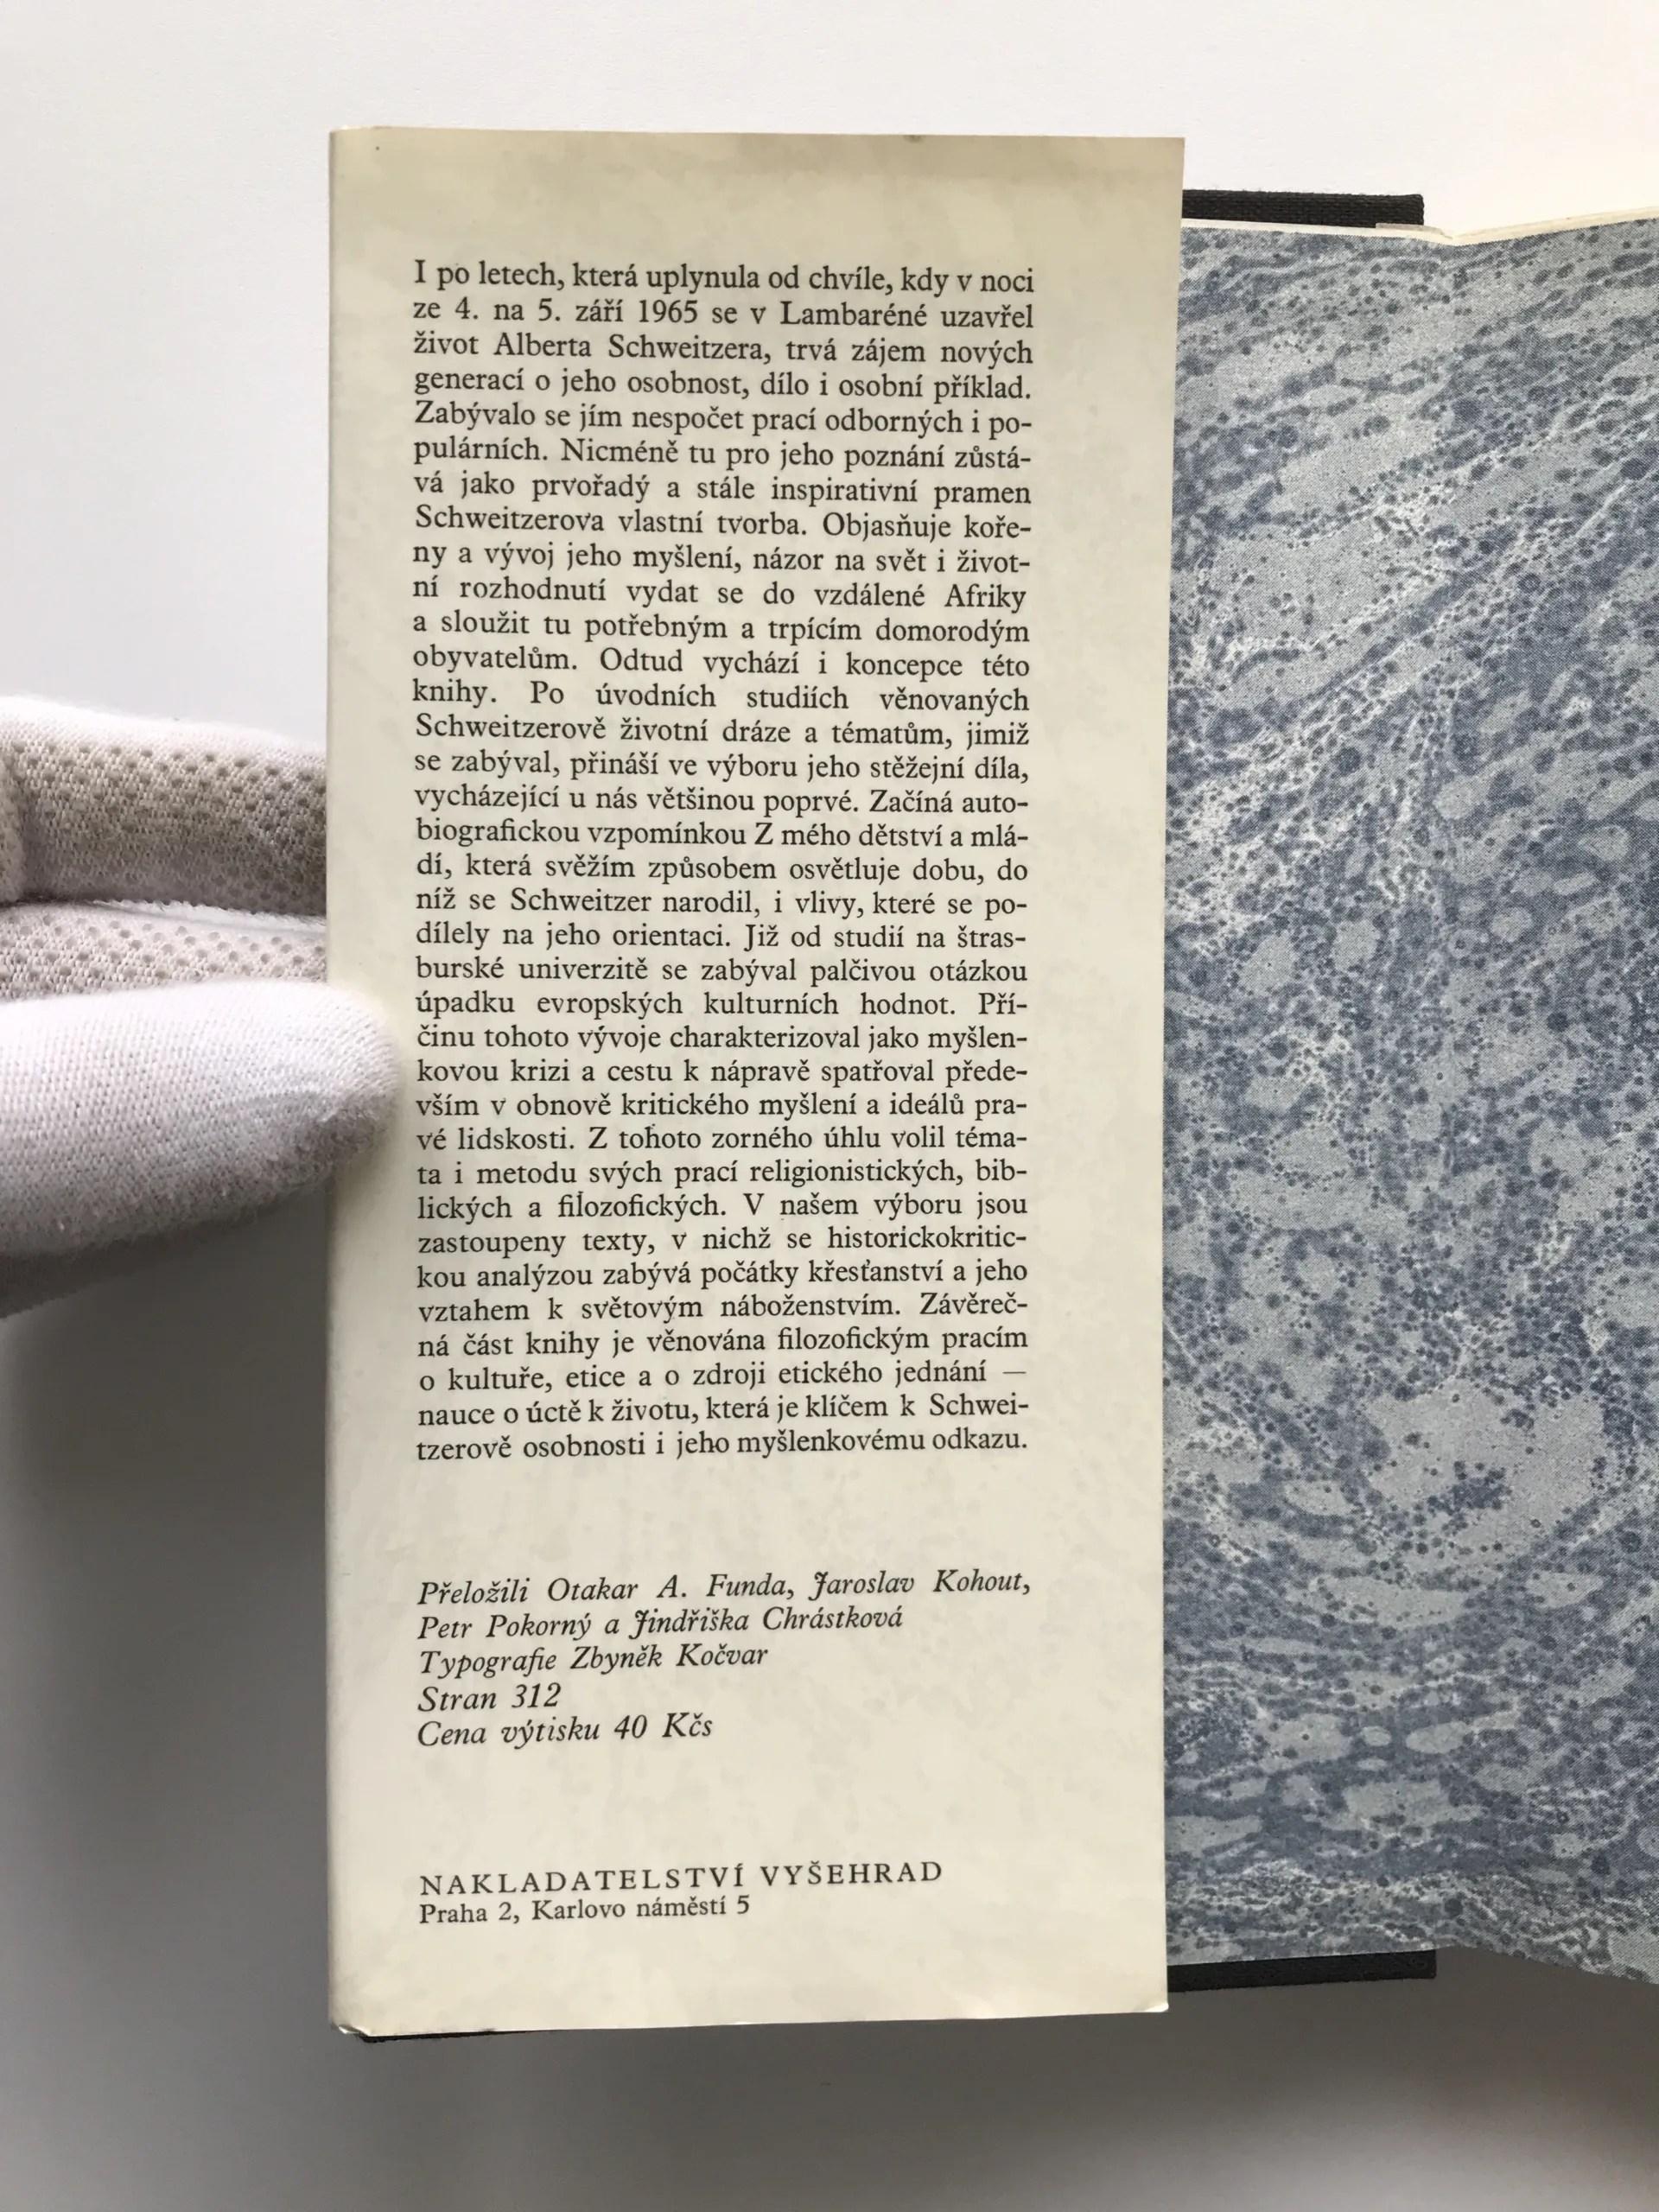 I po letech, která uplynula od chvíle, kdy v noci
ze 4. na 5. září 1965 se v Lambaréné uzavřel
život Alberta Schweitzera, trvá zájem nových
generací o jeho osobnost, dílo i osobní příklad.
Zabývalo se jím nespočet prací odborných i po-
pulárních. Nicméně tu pro jeho poznání zůstá-
vá jako prvořadý a stále inspirativní pramen
Schweitzerova vlastní tvorba. Objasňuje koře-
ny a vývoj jeho myšlení, názor na svět i život-
ní rozhodnutí vydat se do vzdálené Afriky
a sloužit tu potřebným a trpícím domorodým
obyvatelům. Odtud vychází i koncepce této
knihy. Po úvodních studiích věnovaných
Schweitzerově životní dráze a tématům, jimiž
se zabýval, přináší ve výboru jeho stěžejní díla,
vycházející u nás většinou poprvé. Začíná auto-
biografickou vzpomínkou Z mého dětství a mlá-
dí, která svěžím způsobem osvětluje dobu, do
níž se Schweitzer narodil, i vlivy, které se po-
dílely na jeho orientaci. Již od studií na štras-
burské univerzitě se zabýval palčivou otázkou
úpadku evropských kulturních hodnot. Pří-
činu tohoto vývoje charakterizoval jako myšlen-
kovou krizi a cestu k nápravě spatřoval přede-
vším v obnově kritického myšlení a ideálů pra-
vé lidskosti. Z tohoto zorného úhlu volil téma-
ta i metodu svých prací religionistických, bib-
lických a filozofických. V našem výboru jsou
zastoupeny texty, v nichž se historickokritic-
kou analýzou zabývá počátky křesťanství a jeho
vztahem k světovým náboženstvím. Závěreč-
ná část knihy je věnována filozofickým pracím
o kultuře, etice a o zdroji etického jednání —
nauce o úctě k životu, která je klíčem k Schwei-
tzerově osobnosti i jeho myšlenkovému odkazu.
Přeložili Otakar A. Funda, Jaroslav Kohout,
Petr Pokorný a Jindřiška Chrástková
Typografie Zbyněk Kočvar
Stran 312
Cena výtisku 40 Kčs
NAKLADATELSTVÍ VYŠEHRAD
Praha 2, Karlovo náměstí 5